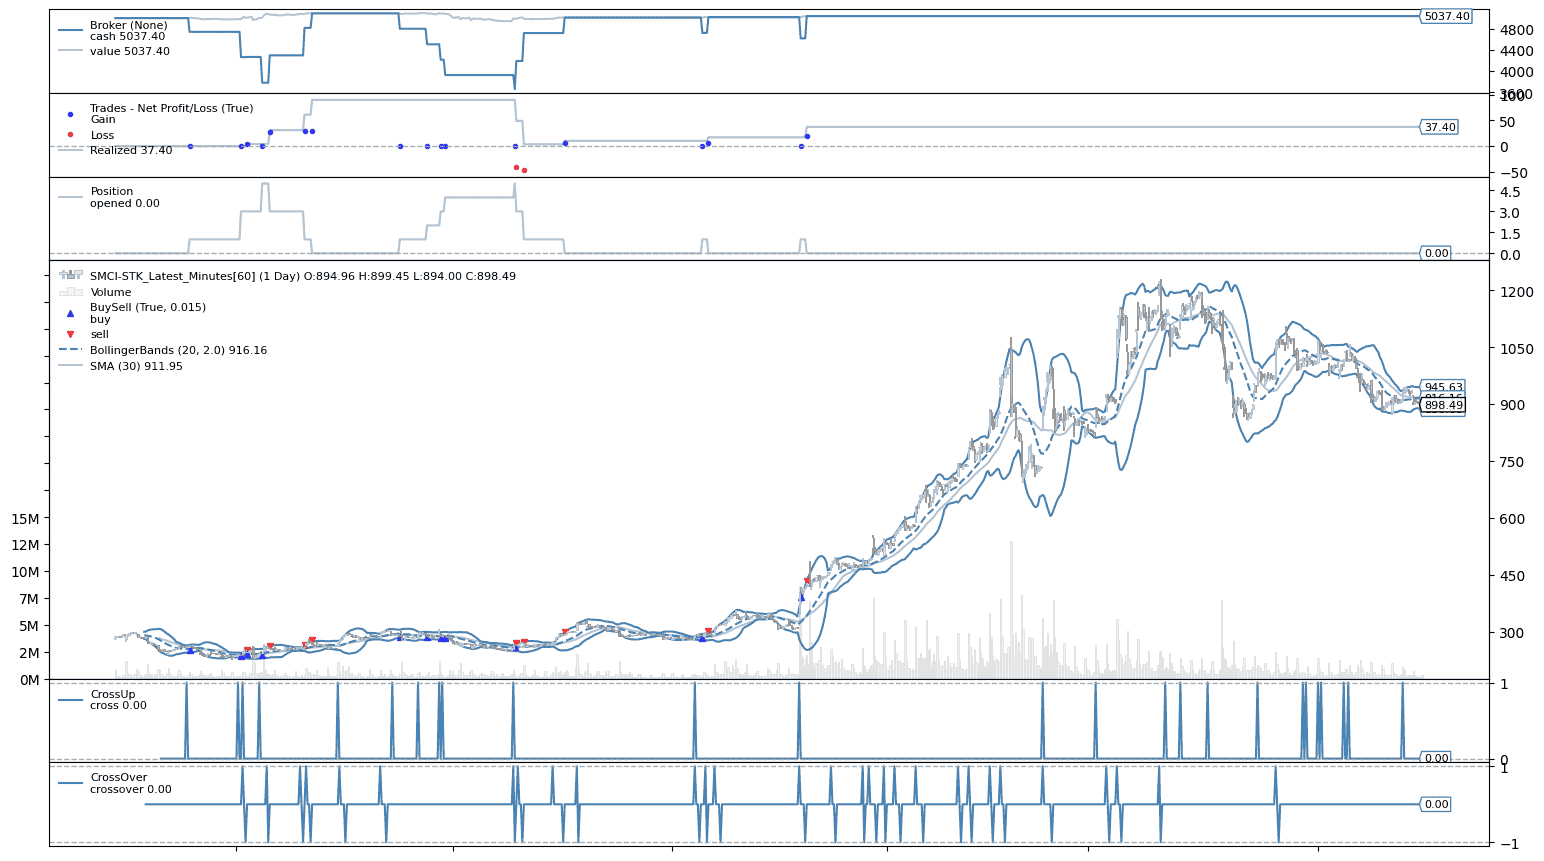 Broker (None)
cash 5037.40
value 5037.40
5037.40
4800
4400
4000
3600
Trades - Net Profit/Loss (True)
Gain
Loss
Realized 37.40
100
50
37.40
0
−50
Position
opened 0.00
4.5
3.0
1.5
0.00
0.0
SMCI-STK_Latest_Minutes[60] (1 Day) O:894.96 H:899.45 L:894.00 C:898.49
Volume
BuySell (True, 0.015)
buy
sell
BollingerBands (20, 2.0) 916.16
SMA (30) 911.95
1200
1050
945.63
916.16
900
898.49
750
600
450
300
15M
12M
10M
7M
5M
2M
0M
CrossUp
cross 0.00
1
0.00
0
CrossOver
crossover 0.00
1
0.00
−1